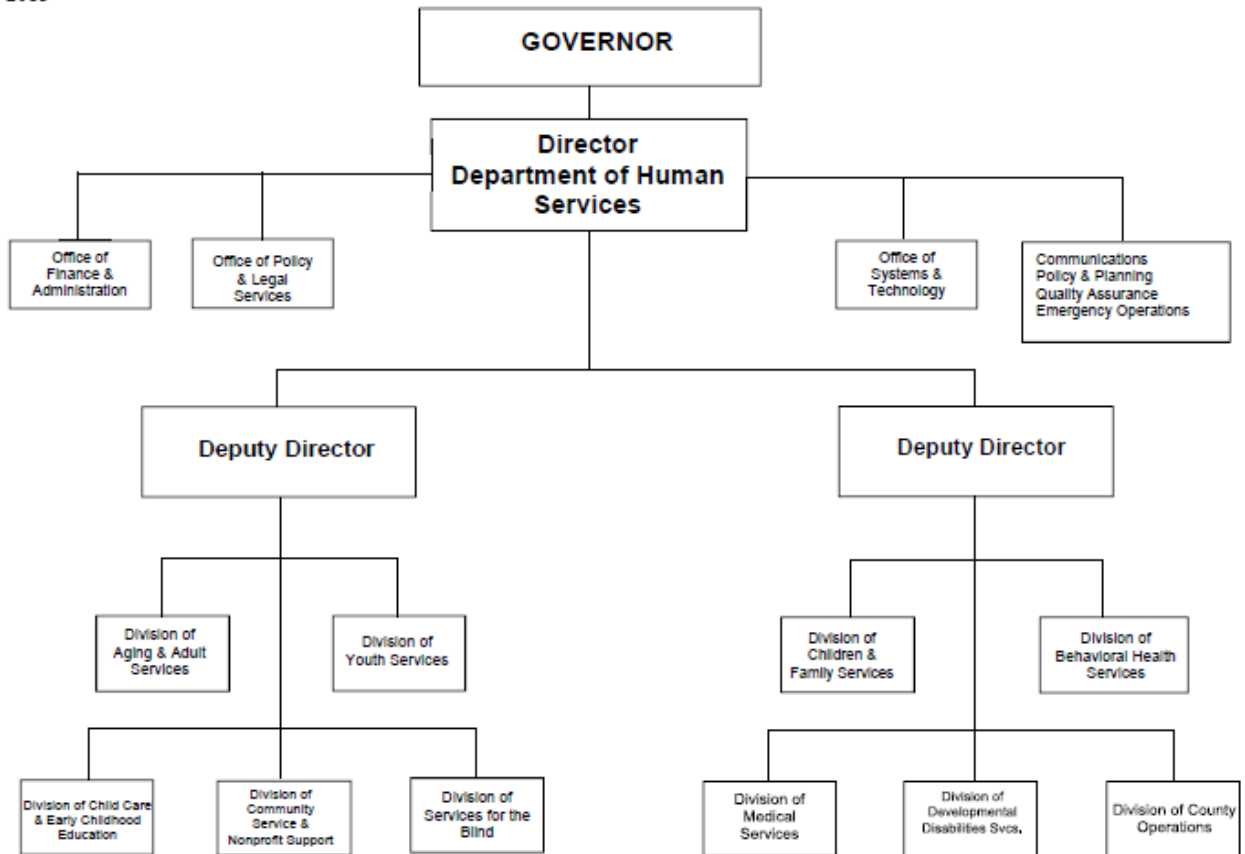 GOVERNOR
Director
Department of Human
Services
Office of
Finance &
Administration
Office of Policy
& Legal
Services
Office of
Systems &
Technology
Communications
Policy & Planning
Quality Assurance
Emergency Operations
Deputy Director
Deputy Director
Division of
Aging & Adult
Services
Division of
Youth Services
Division of
Children &
Family Services
Division of
Behavioral Health
Services
Division of Child Care
& Early Childhood
Education
Division of
Community
Service &
Nonprofit Support
Division of
Services for the
Blind
Division of
Medical
Services
Division of
Developmental
Disabilities Svcs.
Division of County
Operations